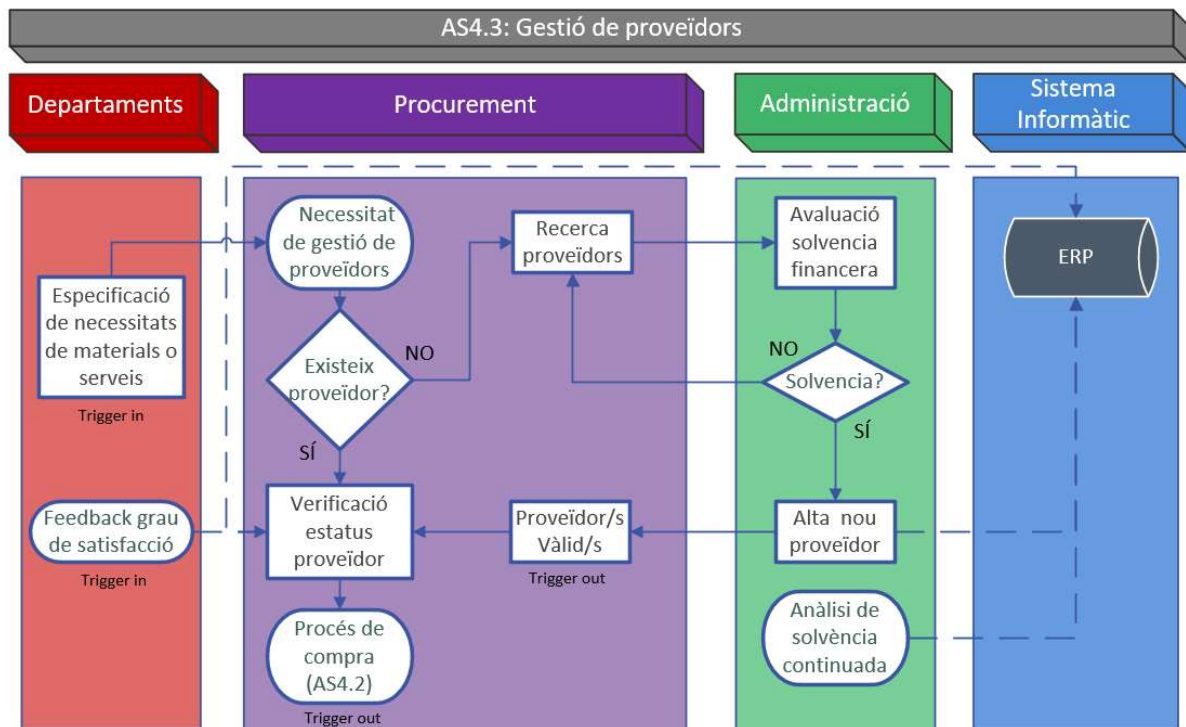 AS4.3: Gestió de proveïdors
Departaments
Procurement
Administració
Sistema
Informàtic
Necessitat
de gestió de
proveïdors
Recerca
proveïdors
Avaluació
solvencia
financera
ERP
Especificació
de necessitats
de materials o
serveis
Trigger in
Existeix
proveïdor?
NO
SÍ
NO
Solvencia?
SÍ
Feedback grau
de satisfacció
Trigger in
Verificació
estatus
proveïdor
Proveïdor/s
Vàlid/s
Trigger out
Alta nou
proveïdor
Procés de
compra
(AS4.2)
Trigger out
Anàlisi de
solvència
continuada